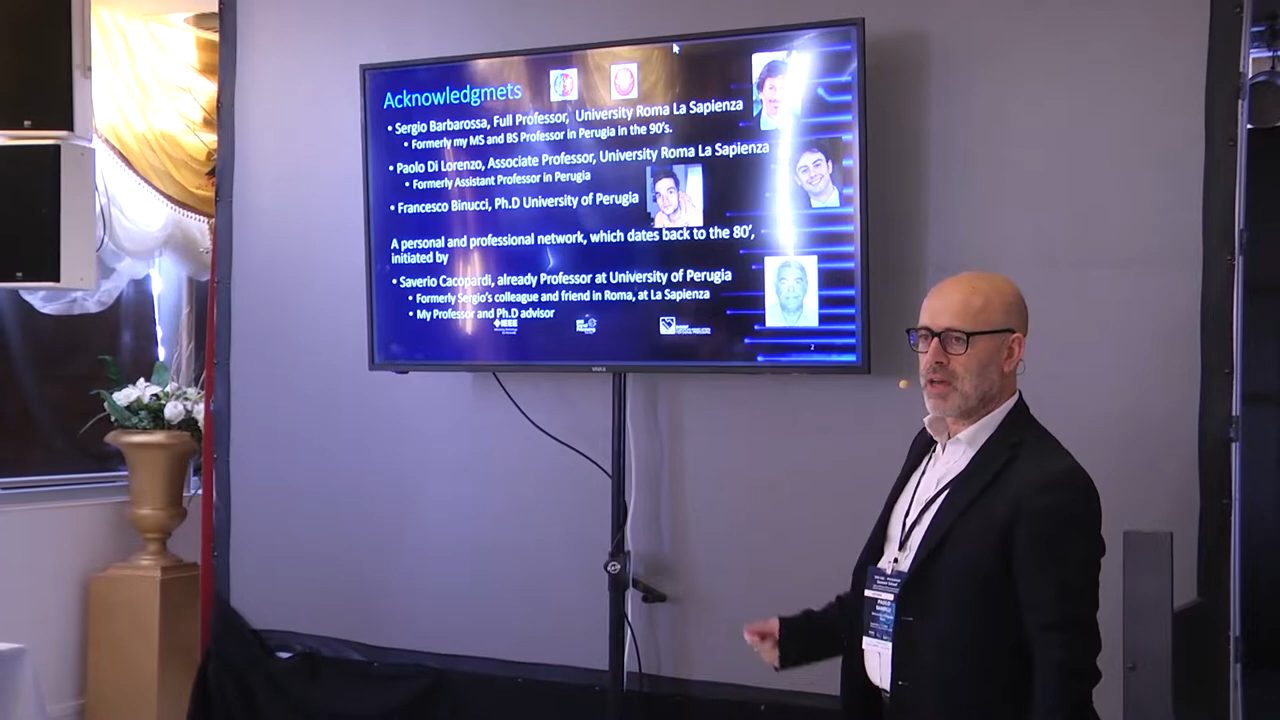 Acknowledgmets
• Sergio Barbarossa, Full Professor, University Roma La Sapienza
• Formerly my MS and BS Professor in Perugia in the 90's.
• Paolo Di Lorenzo, Associate Professor, University Roma La Sapienza
• Formerly Assistant Professor in Perugia
• Francesco Binucci, Ph.D University of Perugia
A personal and professional network, which dates back to the 80',
initiated by
• Saverio Cacopardi, already Professor at University of Perugia
• Formerly Sergio's colleague and friend in Roma, at La Sapienza
• My Professor and Ph.D advisor
IEEE
2
Summer School
PAOLO